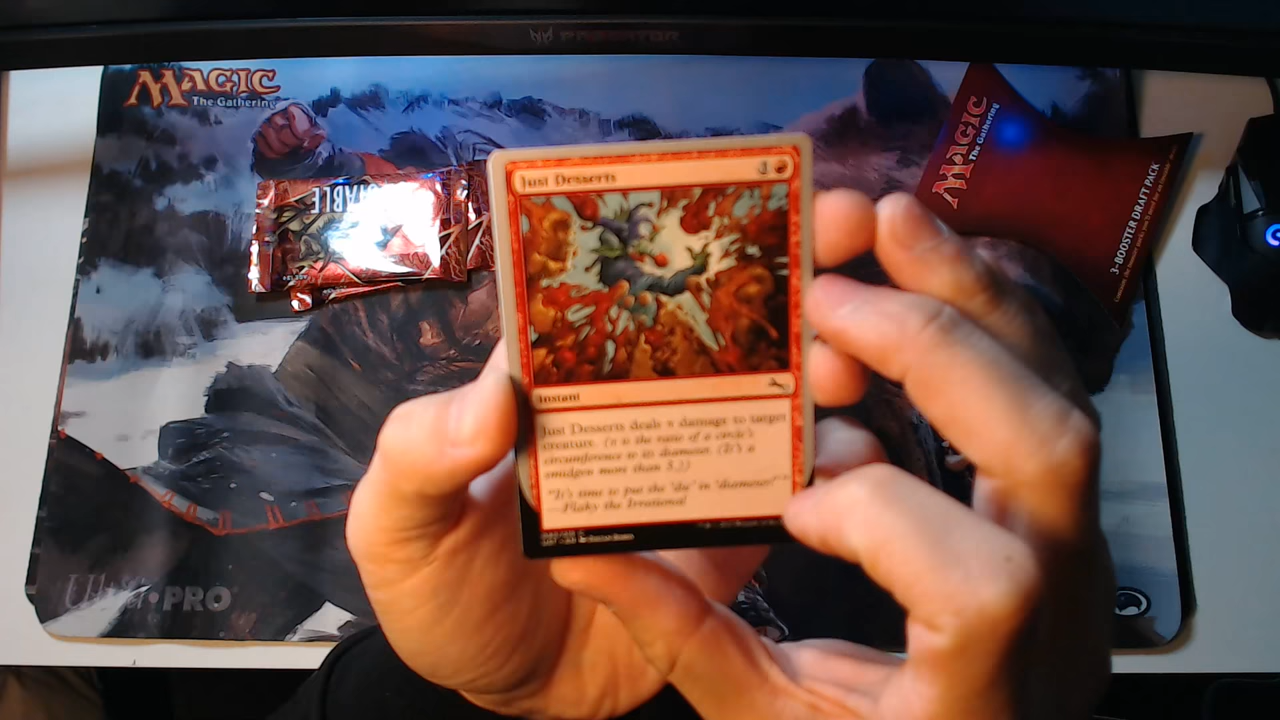 PREDATOR
MAGIC
The Gathering
MAGIC
The Gathering
3-BOOSTER DRAFT PACK
Just Desserts
1
Instant
Just Desserts deals π damage to target
creature. (π is the ratio of a circle's
circumference to its diameter. (It's a
smidgen more than 3.))
"It's time to put the 'die' in 'diameter!'"
—Flaky the Irrational
Ultra•PRO